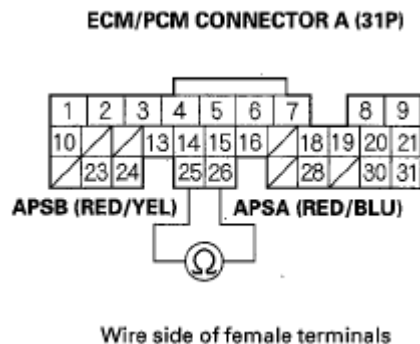 ECM/PCM CONNECTOR A (31P)
1 2 3 4 5 6 7 8 9
10 13 14 15 16 18 19 20 21
23 24 25 26 28 30 31
APSB (RED/YEL) APSA (RED/BLU)
Ω
Wire side of female terminals